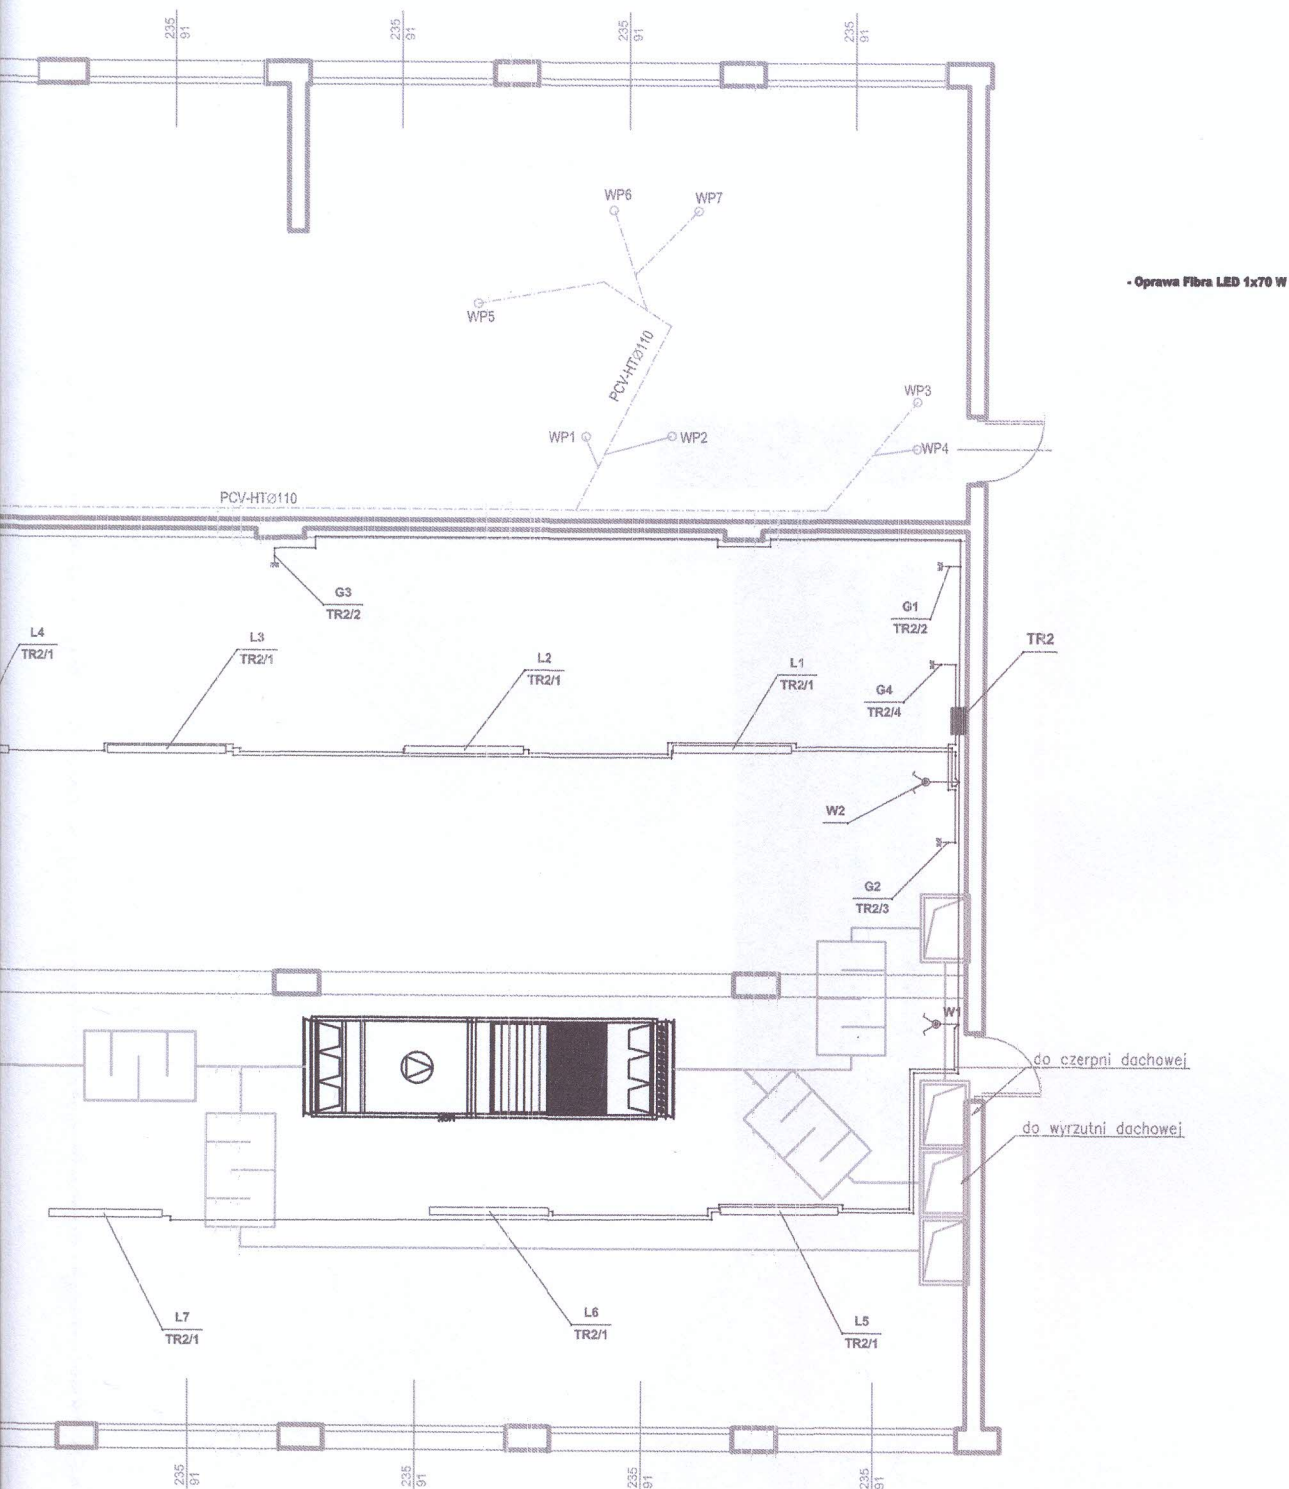 235
91
235
91
235
91
235
91
WP6
WP7
- Oprawa Fibra LED 1x70 W
WP5
PCV-HTØ110
WP3
WP1
WP2
WP4
PCV-HTØ110
G3
TR2/2
G1
TR2/2
L4
TR2/1
L3
TR2/1
L2
TR2/1
L1
TR2/1
TR2
G4
TR2/4
W2
G2
TR2/3
W1
do czerpni dachowej
do wyrzutni dachowej
L7
TR2/1
L6
TR2/1
L5
TR2/1
235
91
235
91
235
91
235
91